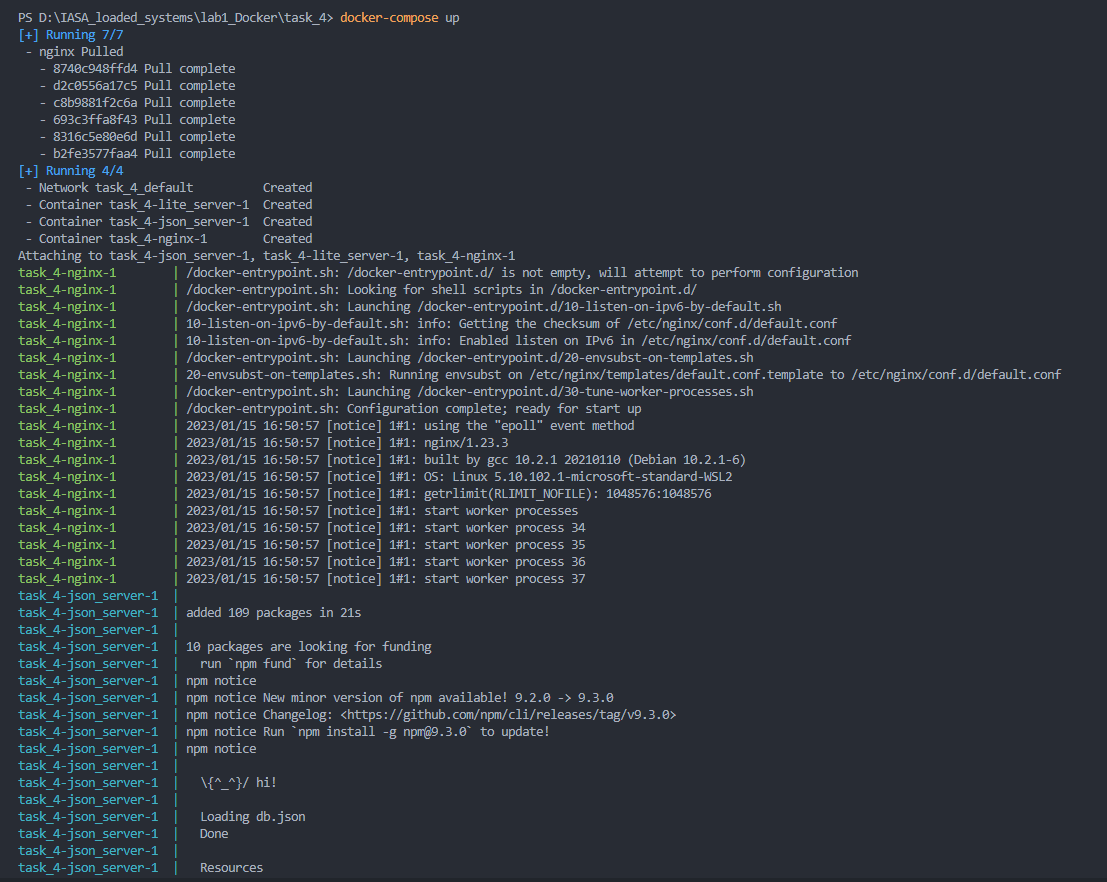 PS D:\IASA_loaded_systems\lab1_Docker\task_4> docker-compose up
[+] Running 7/7
 - nginx Pulled
   - 8740c948ffd4 Pull complete
   - d2c0556a17c5 Pull complete
   - c8b9881f2c6a Pull complete
   - 693c3ffa8f43 Pull complete
   - 8316c5e80e6d Pull complete
   - b2fe3577faa4 Pull complete
[+] Running 4/4
 - Network task_4_default          Created
 - Container task_4-lite_server-1  Created
 - Container task_4-json_server-1  Created
 - Container task_4-nginx-1        Created
Attaching to task_4-json_server-1, task_4-lite_server-1, task_4-nginx-1
task_4-nginx-1        | /docker-entrypoint.sh: /docker-entrypoint.d/ is not empty, will attempt to perform configuration
task_4-nginx-1        | /docker-entrypoint.sh: Looking for shell scripts in /docker-entrypoint.d/
task_4-nginx-1        | /docker-entrypoint.sh: Launching /docker-entrypoint.d/10-listen-on-ipv6-by-default.sh
task_4-nginx-1        | 10-listen-on-ipv6-by-default.sh: info: Getting the checksum of /etc/nginx/conf.d/default.conf
task_4-nginx-1        | 10-listen-on-ipv6-by-default.sh: info: Enabled listen on IPv6 in /etc/nginx/conf.d/default.conf
task_4-nginx-1        | /docker-entrypoint.sh: Launching /docker-entrypoint.d/20-envsubst-on-templates.sh
task_4-nginx-1        | 20-envsubst-on-templates.sh: Running envsubst on /etc/nginx/templates/default.conf.template to /etc/nginx/conf.d/default.conf
task_4-nginx-1        | /docker-entrypoint.sh: Launching /docker-entrypoint.d/30-tune-worker-processes.sh
task_4-nginx-1        | /docker-entrypoint.sh: Configuration complete; ready for start up
task_4-nginx-1        | 2023/01/15 16:50:57 [notice] 1#1: using the "epoll" event method
task_4-nginx-1        | 2023/01/15 16:50:57 [notice] 1#1: nginx/1.23.3
task_4-nginx-1        | 2023/01/15 16:50:57 [notice] 1#1: built by gcc 10.2.1 20210110 (Debian 10.2.1-6)
task_4-nginx-1        | 2023/01/15 16:50:57 [notice] 1#1: OS: Linux 5.10.102.1-microsoft-standard-WSL2
task_4-nginx-1        | 2023/01/15 16:50:57 [notice] 1#1: getrlimit(RLIMIT_NOFILE): 1048576:1048576
task_4-nginx-1        | 2023/01/15 16:50:57 [notice] 1#1: start worker processes
task_4-nginx-1        | 2023/01/15 16:50:57 [notice] 1#1: start worker process 34
task_4-nginx-1        | 2023/01/15 16:50:57 [notice] 1#1: start worker process 35
task_4-nginx-1        | 2023/01/15 16:50:57 [notice] 1#1: start worker process 36
task_4-nginx-1        | 2023/01/15 16:50:57 [notice] 1#1: start worker process 37
task_4-json_server-1  |
task_4-json_server-1  | added 109 packages in 21s
task_4-json_server-1  |
task_4-json_server-1  | 10 packages are looking for funding
task_4-json_server-1  |   run `npm fund` for details
task_4-json_server-1  | npm notice
task_4-json_server-1  | npm notice New minor version of npm available! 9.2.0 -> 9.3.0
task_4-json_server-1  | npm notice Changelog: <https://github.com/npm/cli/releases/tag/v9.3.0>
task_4-json_server-1  | npm notice Run `npm install -g npm@9.3.0` to update!
task_4-json_server-1  | npm notice
task_4-json_server-1  |
task_4-json_server-1  |   \{^_^}/ hi!
task_4-json_server-1  |
task_4-json_server-1  |   Loading db.json
task_4-json_server-1  |   Done
task_4-json_server-1  |
task_4-json_server-1  |   Resources